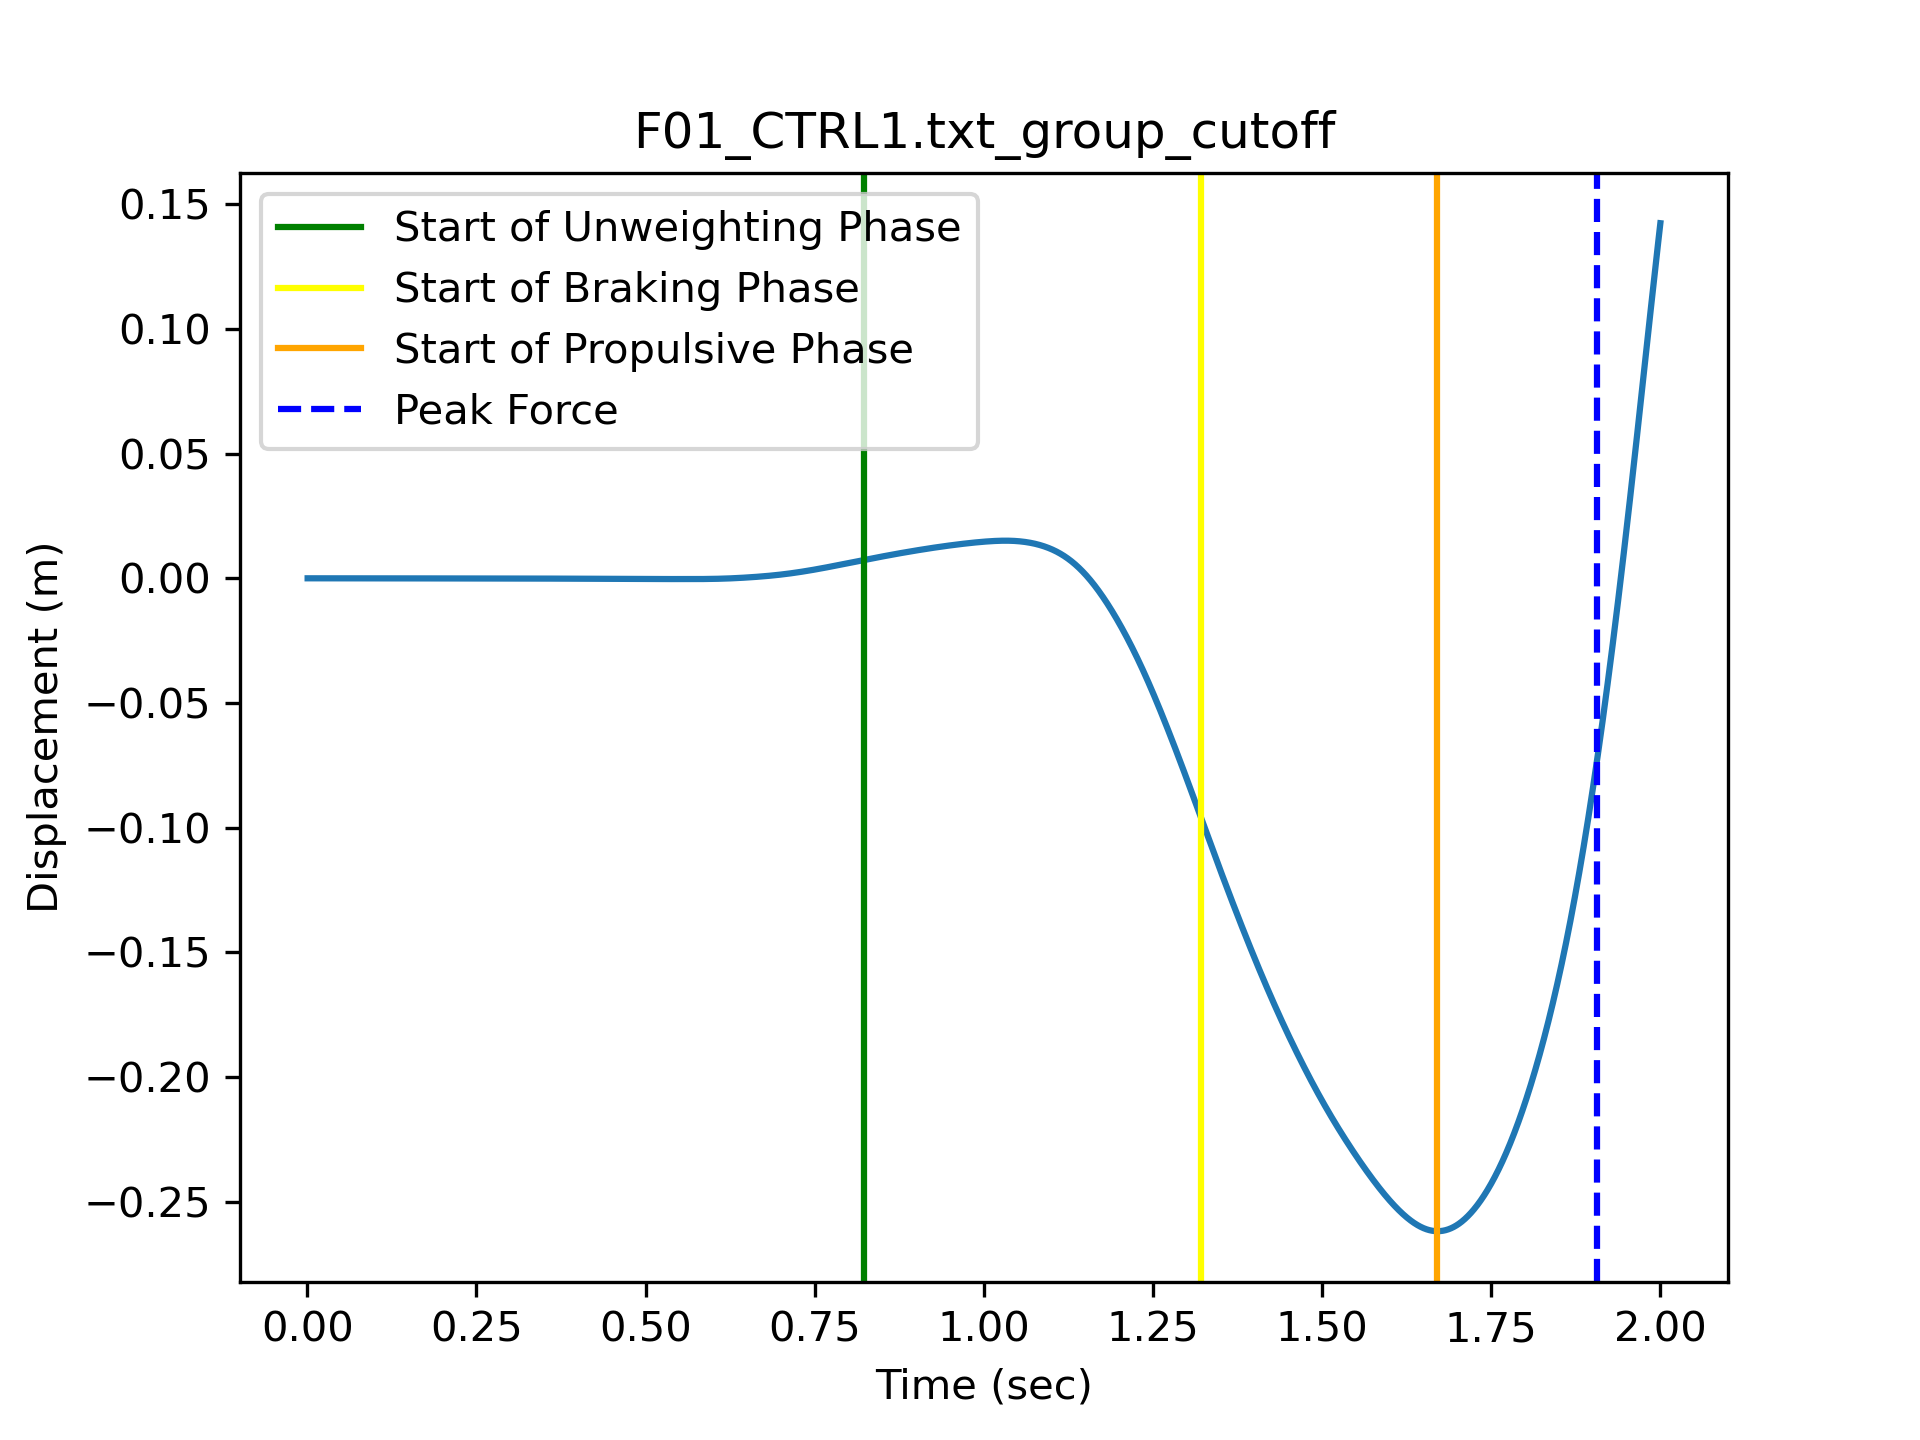 F01_CTRL1.txt_group_cutoff
Start of Unweighting Phase
Start of Braking Phase
Start of Propulsive Phase
Peak Force
0.15
0.10
0.05
0.00
−0.05
−0.10
−0.15
−0.20
−0.25
Displacement (m)
0.00 0.25 0.50 0.75 1.00 1.25 1.50 1.75 2.00
Time (sec)